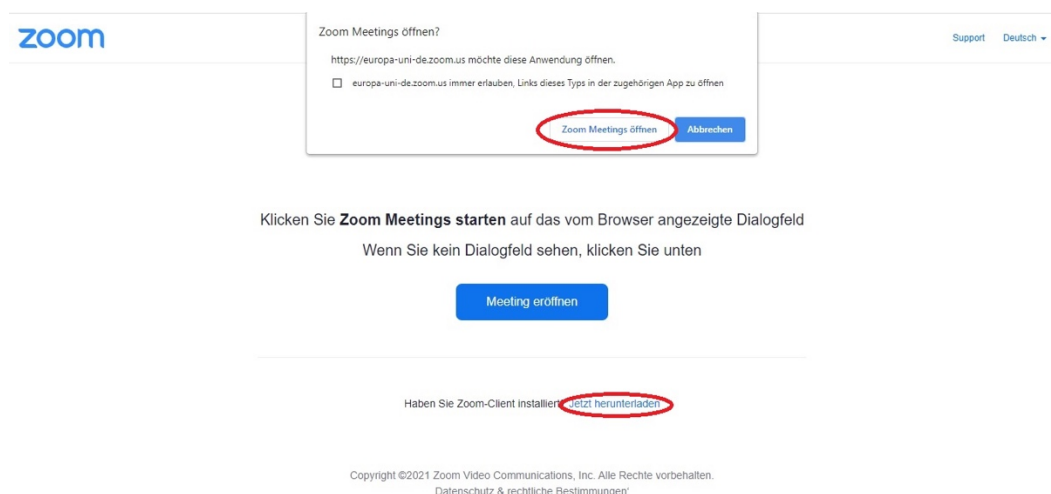 zoom
Zoom Meetings öffnen?
Support Deutsch
https://europa-uni-de.zoom.us möchte diese Anwendung öffnen.
europa-uni-de.zoom.us immer erlauben, Links dieses Typs in der zugehörigen App zu öffnen
Zoom Meetings öffnen Abbrechen
Klicken Sie Zoom Meetings starten auf das vom Browser angezeigte Dialogfeld
Wenn Sie kein Dialogfeld sehen, klicken Sie unten
Meeting eröffnen
Haben Sie Zoom-Client installiert? Jetzt herunterladen
Copyright ©2021 Zoom Video Communications, Inc. Alle Rechte vorbehalten.
Datenschutz & rechtliche Bestimmungen'